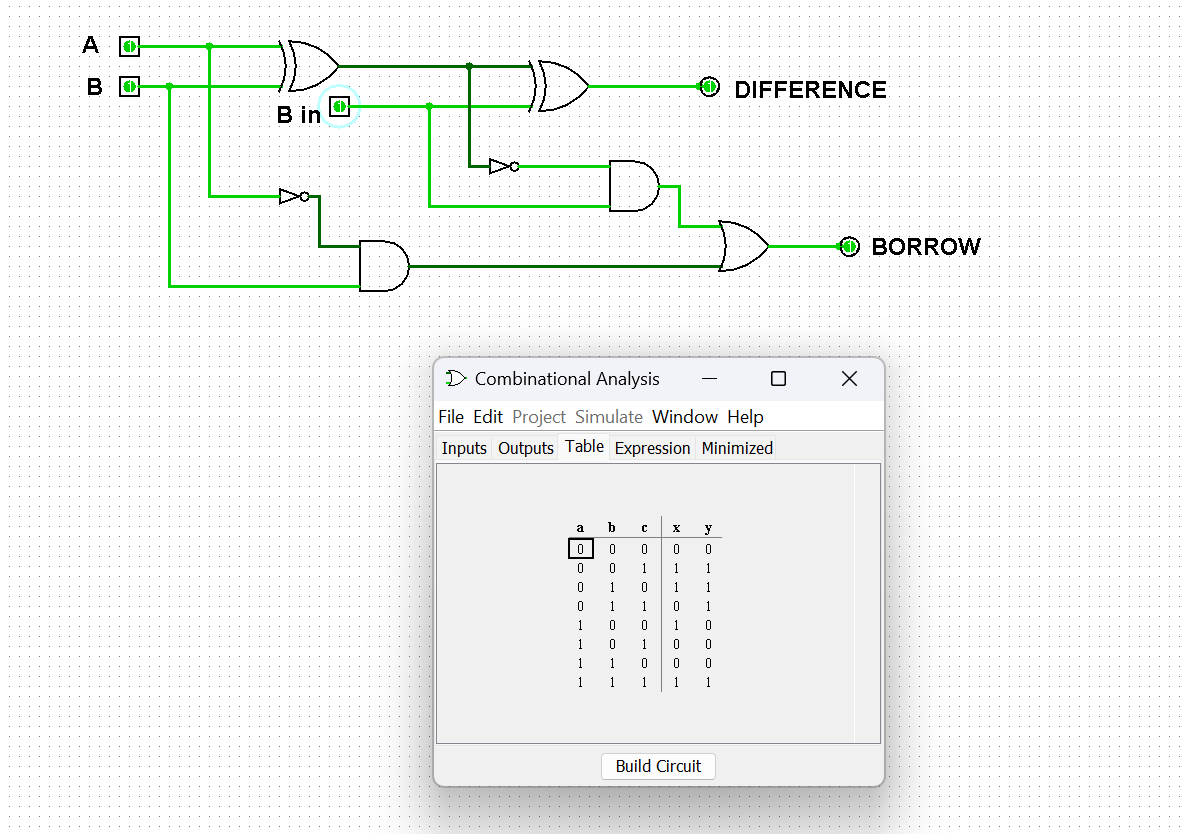 A
B
B in
DIFFERENCE
BORROW
Combinational Analysis
File Edit Project Simulate Window Help
Inputs Outputs Table Expression Minimized
a b c x y
0 0 0 0 0
0 0 1 1 1
0 1 0 1 1
0 1 1 0 1
1 0 0 1 0
1 0 1 0 0
1 1 0 0 0
1 1 1 1 1
Build Circuit